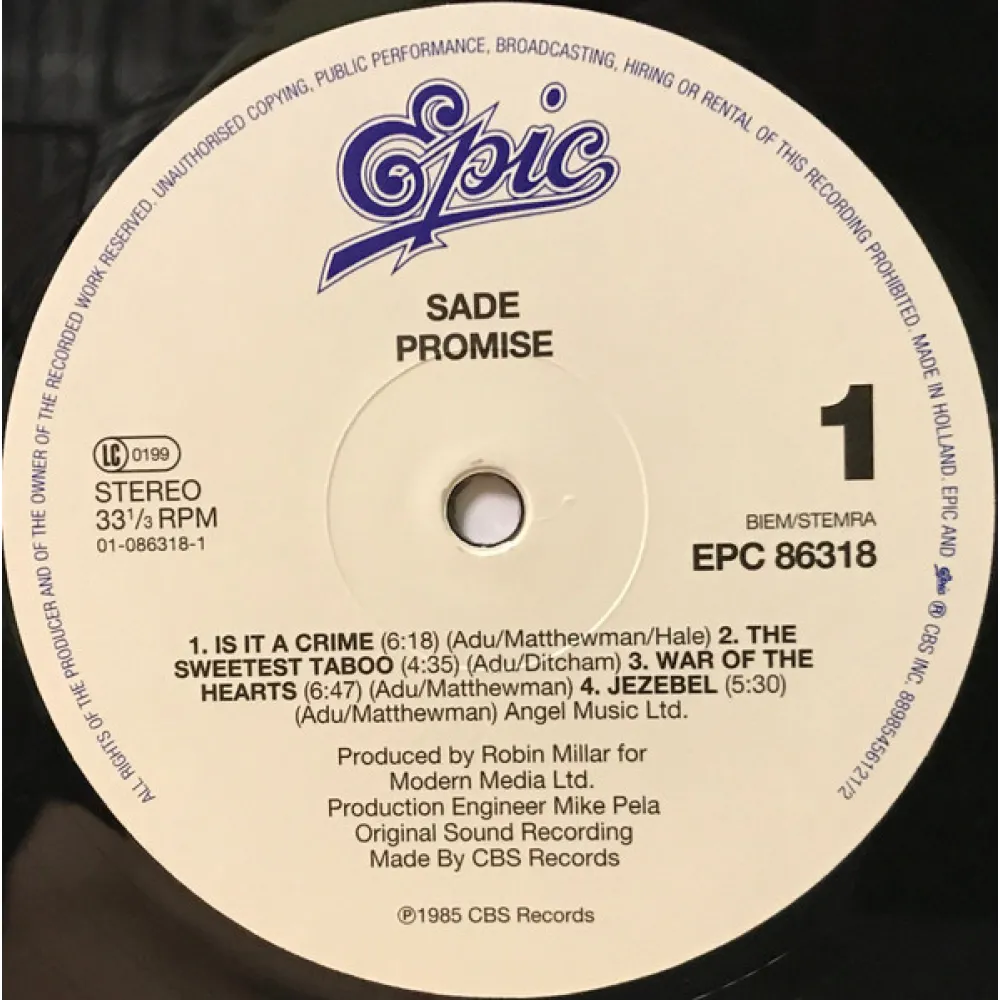 ALL RIGHTS OF THE PRODUCER AND OF THE OWNER OF THE RECORDED WORK RESERVED. UNAUTHORISED COPYING, PUBLIC PERFORMANCE, BROADCASTING, HIRING OR RENTAL OF THIS RECORDING PROHIBITED. MADE IN HOLLAND. EPIC AND Epic ℗ CBS INC. 88985456121/2
Epic
SADE
PROMISE
1
LC 0199
STEREO
33 1/3 RPM
01-086318-1
BIEM/STEMRA
EPC 86318
1. IS IT A CRIME (6:18) (Adu/Matthewman/Hale) 2. THE
SWEETEST TABOO (4:35) (Adu/Ditcham) 3. WAR OF THE
HEARTS (6:47) (Adu/Matthewman) 4. JEZEBEL (5:30)
(Adu/Matthewman) Angel Music Ltd.
Produced by Robin Millar for
Modern Media Ltd.
Production Engineer Mike Pela
Original Sound Recording
Made By CBS Records
℗1985 CBS Records